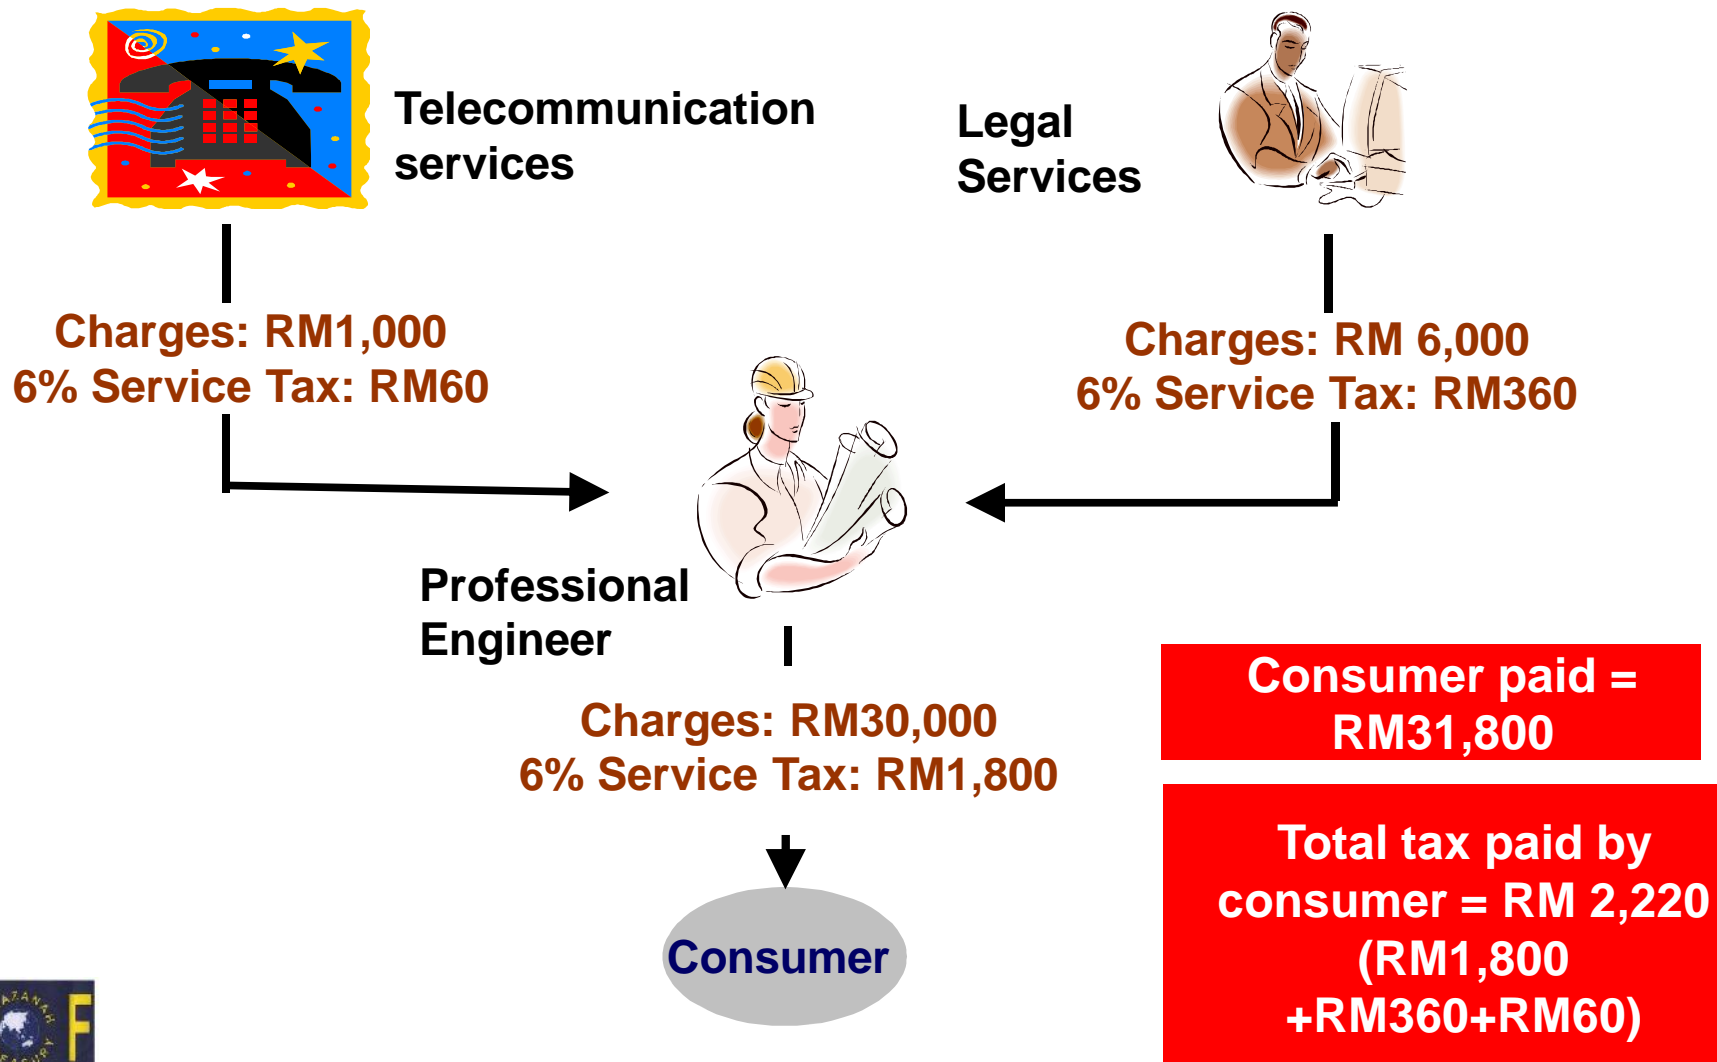 Telecommunication
services
Legal
Services
Charges: RM1,000
6% Service Tax: RM60
Charges: RM 6,000
6% Service Tax: RM360
Professional
Engineer
Charges: RM30,000
6% Service Tax: RM1,800
Consumer
Consumer paid =
RM31,800
Total tax paid by
consumer = RM 2,220
(RM1,800
+RM360+RM60)
F